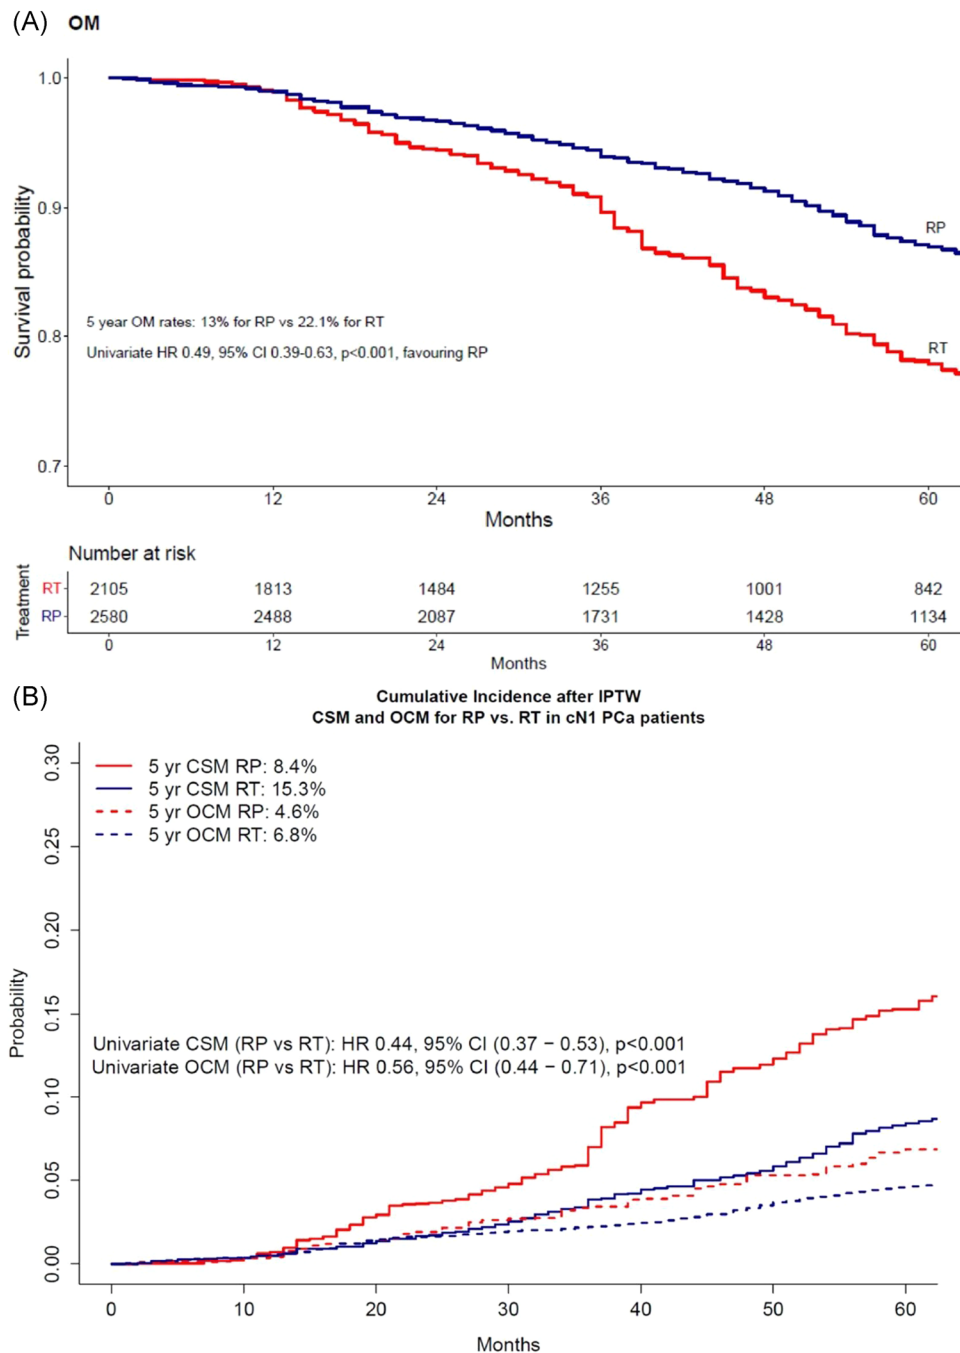 (A) OM
1.0
0.9
0.8
0.7
Survival probability
RP
RT
5 year OM rates: 13% for RP vs 22.1% for RT
Univariate HR 0.49, 95% CI 0.39-0.63, p<0.001, favouring RP
0 12 24 36 48 60
Months
Number at risk
Treatment
RT 2105 1813 1484 1255 1001 842
RP 2580 2488 2087 1731 1428 1134
0 12 24 36 48 60
Months
(B)
Cumulative Incidence after IPTW
CSM and OCM for RP vs. RT in cN1 PCa patients
5 yr CSM RP: 8.4%
5 yr CSM RT: 15.3%
5 yr OCM RP: 4.6%
5 yr OCM RT: 6.8%
0.30
0.25
0.20
0.15
0.10
0.05
0.00
Probability
Univariate CSM (RP vs RT): HR 0.44, 95% CI (0.37 − 0.53), p<0.001
Univariate OCM (RP vs RT): HR 0.56, 95% CI (0.44 − 0.71), p<0.001
0 10 20 30 40 50 60
Months